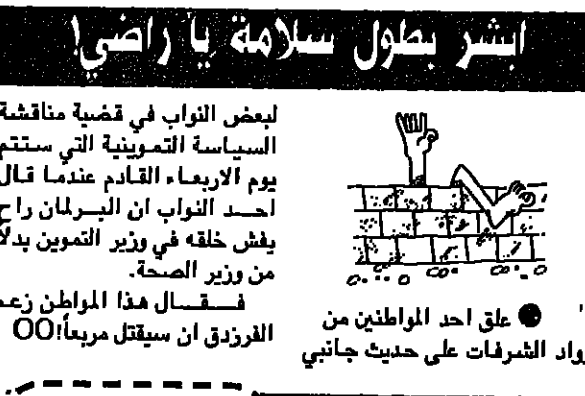 ابشر بطول سلامة يا راضي!
● علق احد المواطنين من
رواد الشرفات على حديث جانبي
لبعض النواب في قضية مناقشة
السياسة التموينية التي ستتم
يوم الاربعاء القادم عندما قال
احد النواب ان البرلمان راح
يفش خلقه في وزير التموين بدلاً
من وزير الصحة.
فقال هذا المواطن زعم
الفرزدق ان سيقتل مربعاً!OO